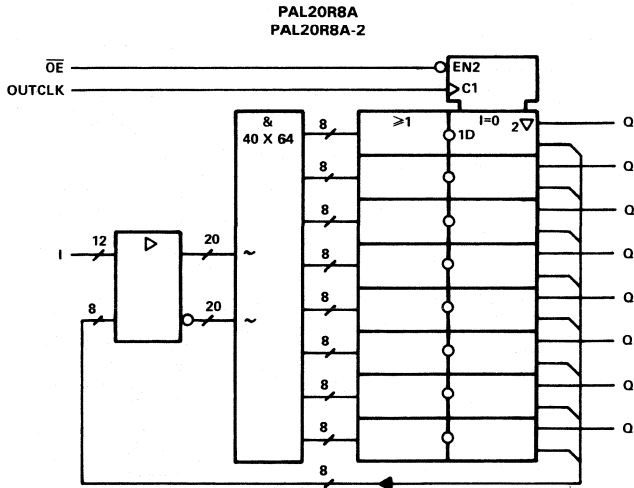 PAL20R8A
PAL20R8A-2
OE
EN2
OUTCLK
C1
&
40 X 64
8
≥1
I=0
2▽
Q
1D
8
Q
8
Q
12
20
I
~
8
Q
8
20
~
8
Q
8
Q
8
Q
8
Q
8